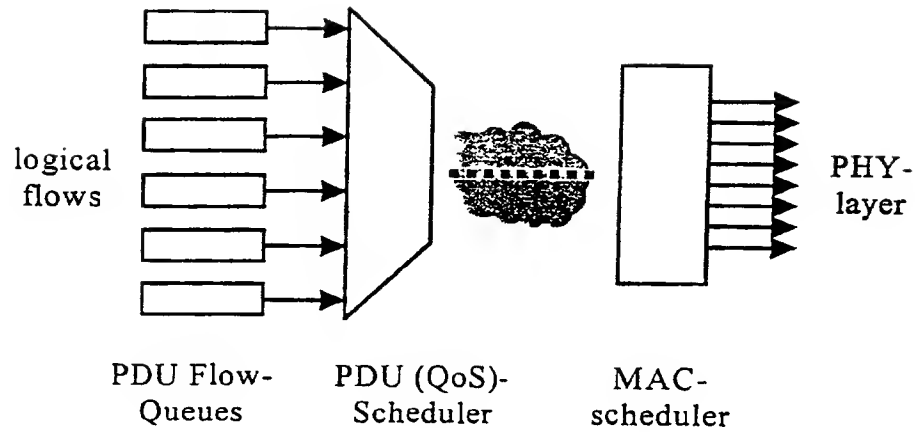 logical
flows
PHY-
layer
PDU Flow-
Queues
PDU (QoS)-
Scheduler
MAC-
scheduler